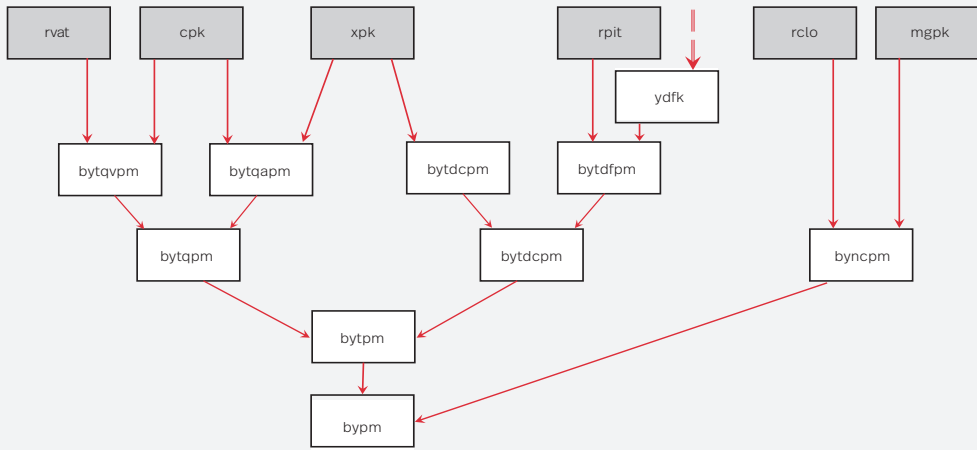 rvat
cpk
xpk
rpit
rclo
mgpk
ydfk
bytqvpm
bytqapm
bytdcpm
bytdfpm
bytqpm
bytdcpm
byncpm
bytpm
bypm